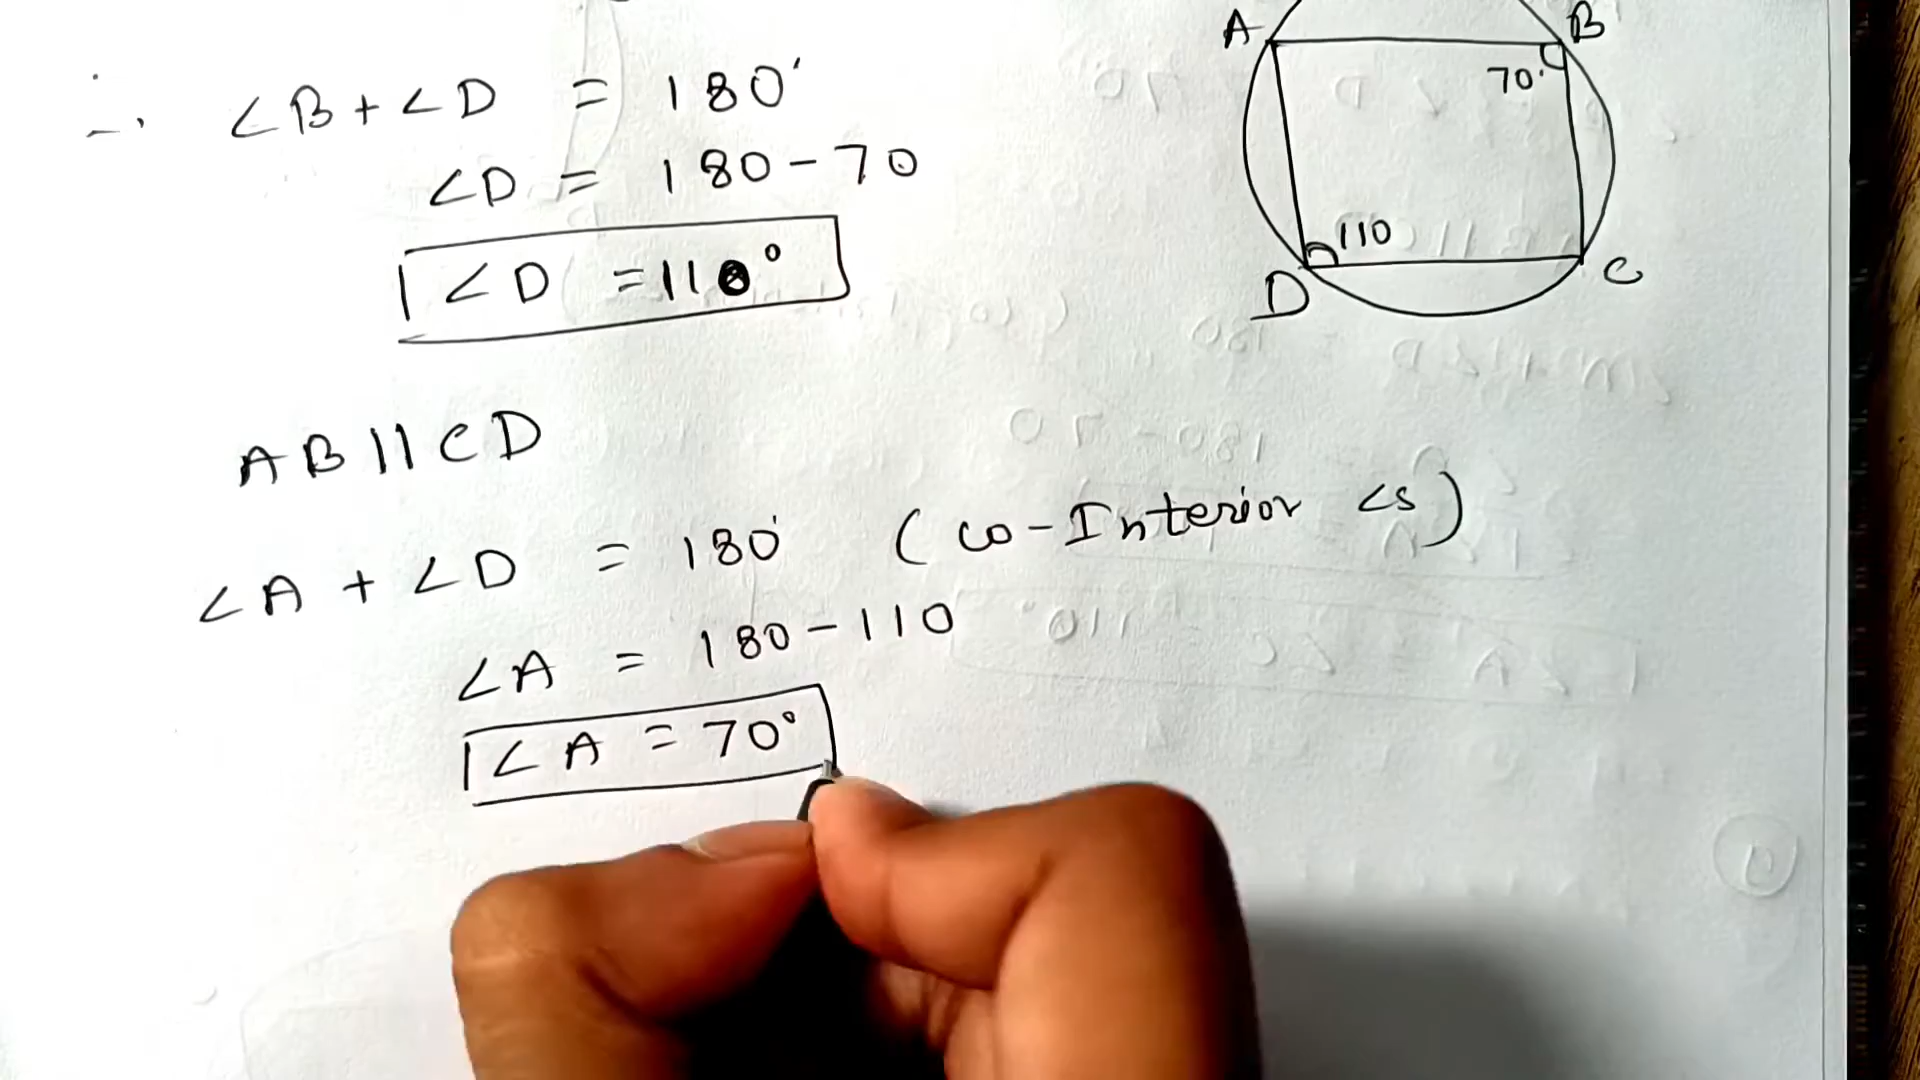 ∴ ∠B + ∠D = 180°
∠D = 180 - 70
∠D = 110°
A B
70°
110
D C
AB || CD
∠A + ∠D = 180° (Co-Interior ∠s)
∠A = 180 - 110
∠A = 70°